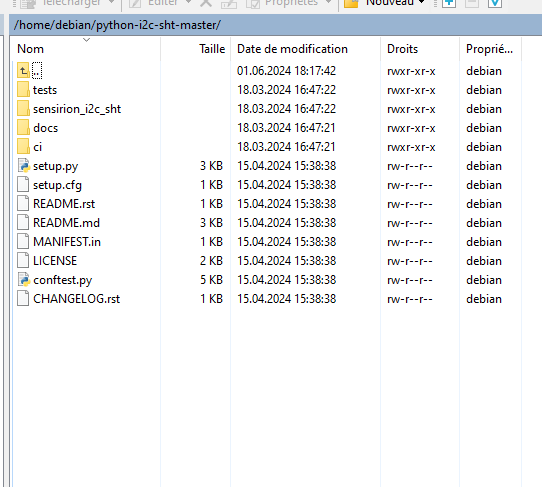 Télécharger Editer Propriétés Nouveau
/home/debian/python-i2c-sht-master/
Nom Taille Date de modification Droits Proprié...
.. 01.06.2024 18:17:42 rwxr-xr-x debian
tests 18.03.2024 16:47:22 rwxr-xr-x debian
sensirion_i2c_sht 18.03.2024 16:47:22 rwxr-xr-x debian
docs 18.03.2024 16:47:21 rwxr-xr-x debian
ci 18.03.2024 16:47:21 rwxr-xr-x debian
setup.py 3 KB 15.04.2024 15:38:38 rw-r--r-- debian
setup.cfg 1 KB 15.04.2024 15:38:38 rw-r--r-- debian
README.rst 1 KB 15.04.2024 15:38:38 rw-r--r-- debian
README.md 3 KB 15.04.2024 15:38:38 rw-r--r-- debian
MANIFEST.in 1 KB 15.04.2024 15:38:38 rw-r--r-- debian
LICENSE 2 KB 15.04.2024 15:38:38 rw-r--r-- debian
conftest.py 5 KB 15.04.2024 15:38:38 rw-r--r-- debian
CHANGELOG.rst 1 KB 15.04.2024 15:38:38 rw-r--r-- debian